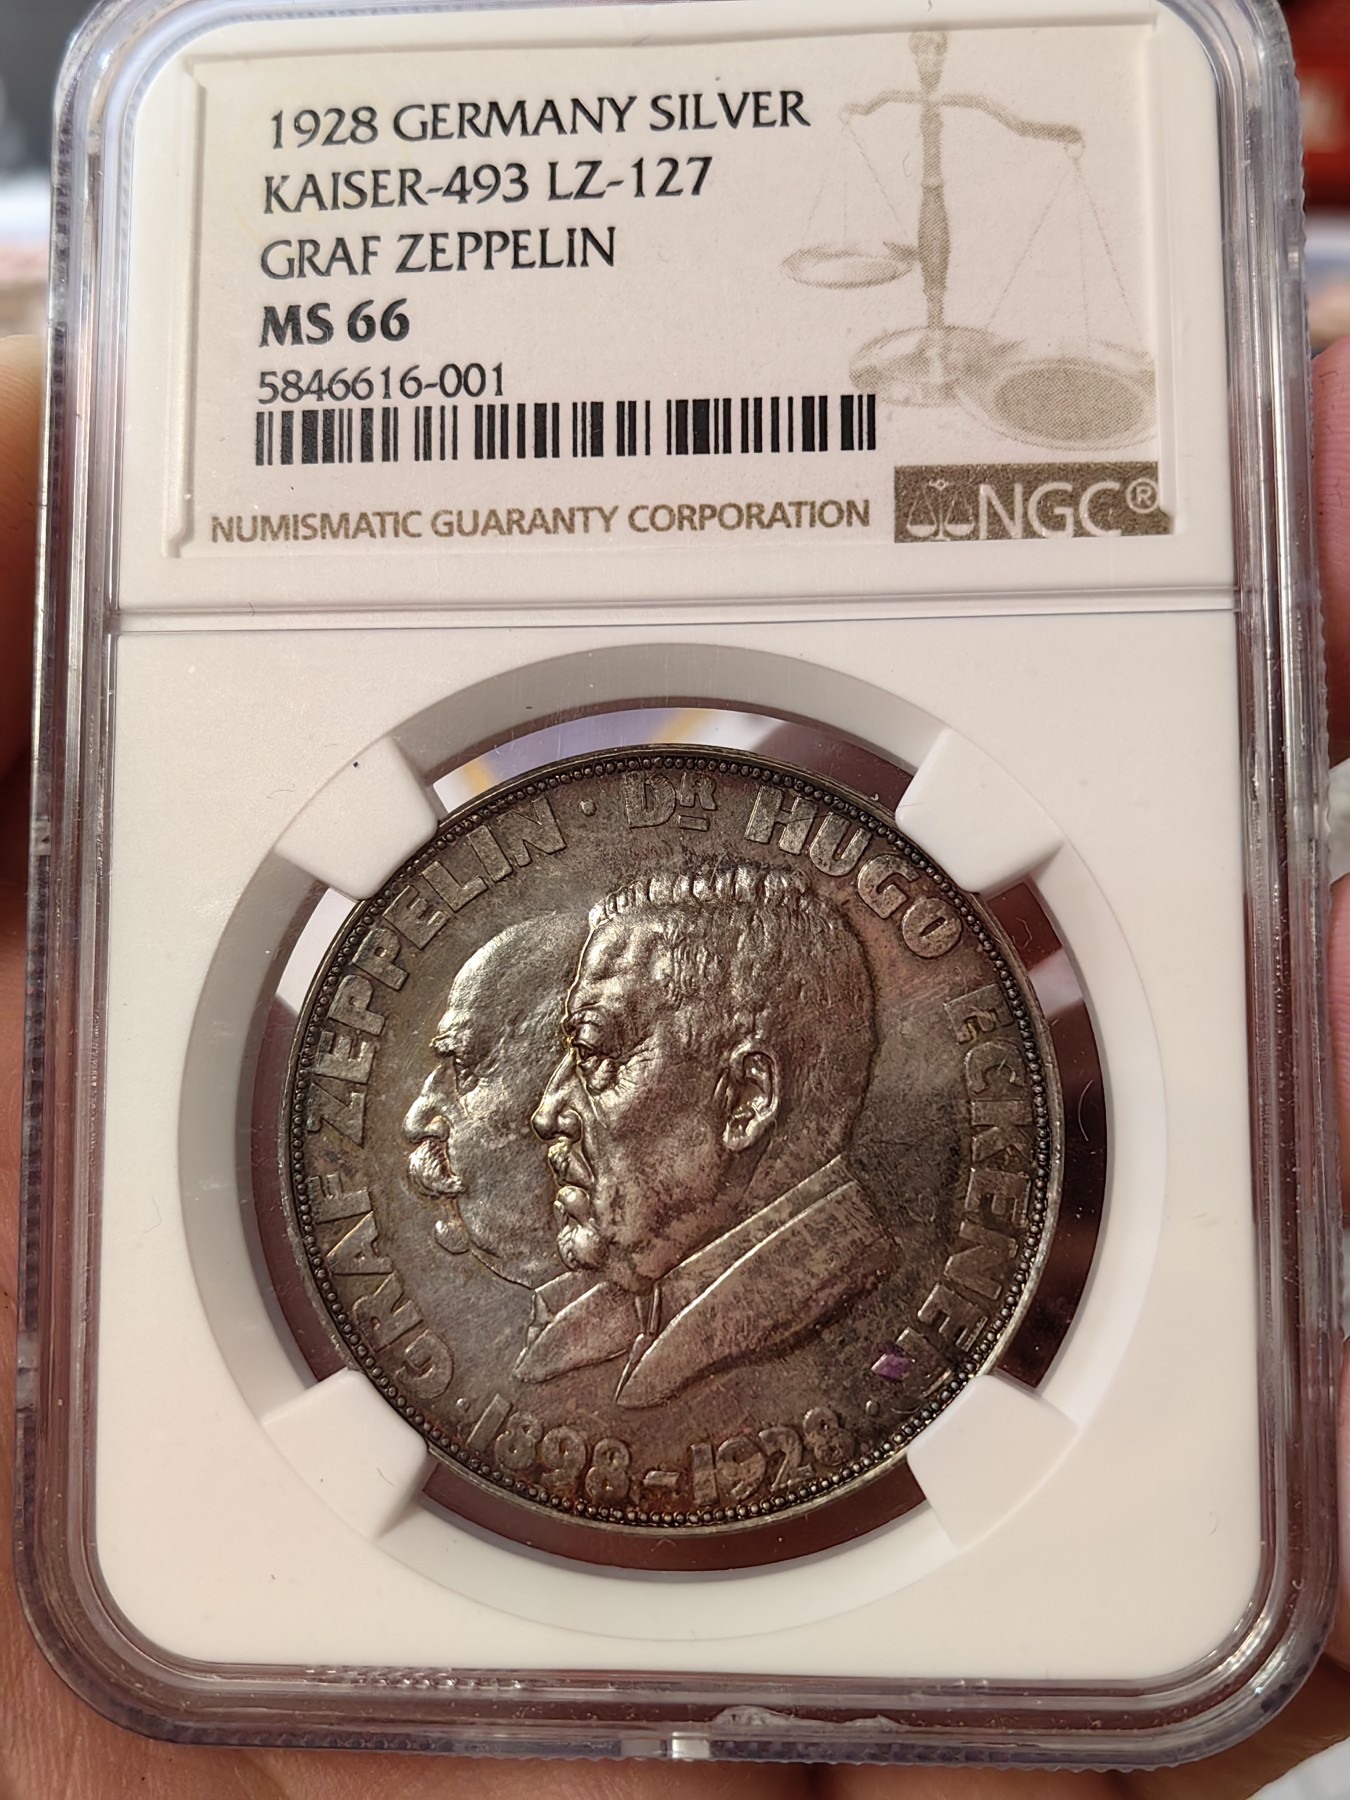 1928 GERMANY SILVER
KAISER-493 LZ-127
GRAF ZEPPELIN
MS 66
5846616-001
NUMISMATIC GUARANTY CORPORATION
NGC®
GRAF ZEPPELIN · DR HUGO ECKENER ·
1898-1928